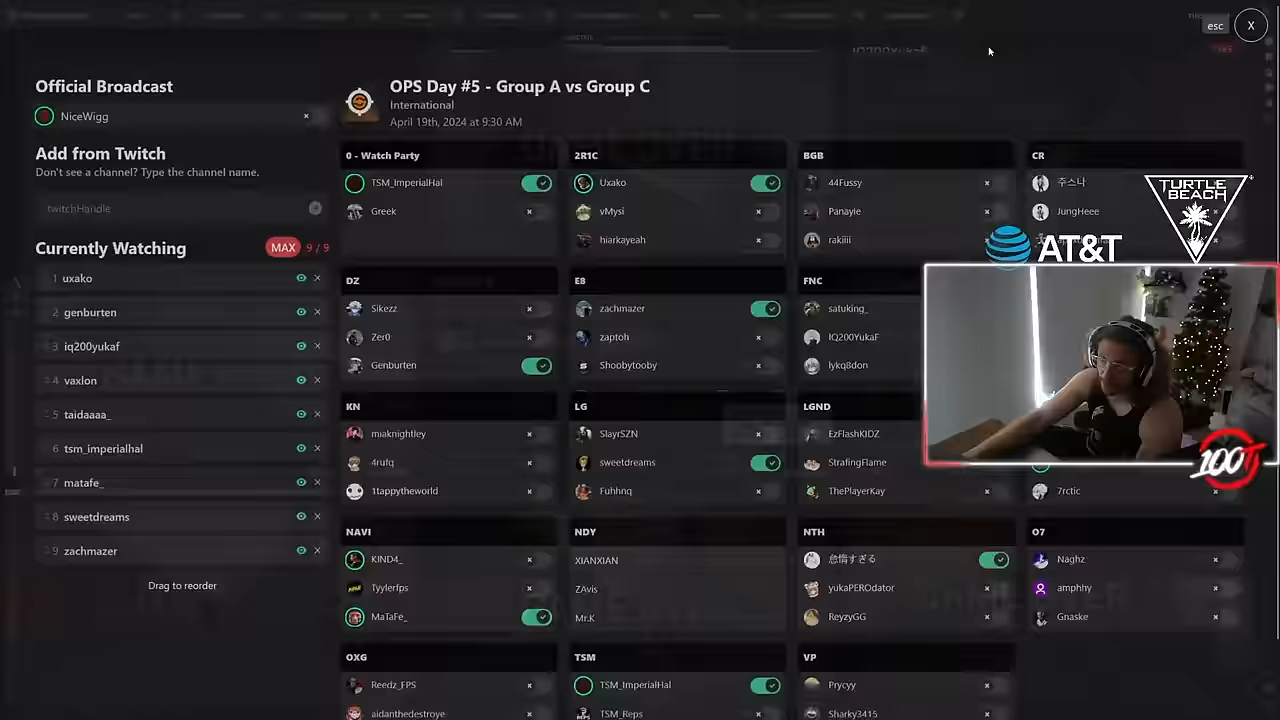 esc
X
Official Broadcast
NiceWigg
Add from Twitch
Don't see a channel? Type the channel name.
twitchHandle
Currently Watching
MAX 9 / 9
1 uxako
2 genburten
3 iq200yukaf
4 vaxlon
5 taidaaaa_
6 tsm_imperialhal
7 matafe_
8 sweetdreams
9 zachmazer
Drag to reorder
OPS Day #5 - Group A vs Group C
International
April 19th, 2024 at 9:30 AM
0 - Watch Party
TSM_ImperialHal
Greek
2R1C
Uxako
vMysi
hiarkayeah
BGB
44Fussy
Panayie
rakiiii
CR
주스나
JungHeee
TURTLE
BEACH
AT&T
DZ
Sikezz
Zer0
Genburten
E8
zachmazer
zaptoh
Shoobytooby
FNC
satuking_
IQ200YukaF
lykq8don
KN
miaknightley
4rufq
1tappytheworld
LG
SlayrSZN
sweetdreams
Fuhhnq
LGND
EzFlashKIDZ
StrafingFlame
ThePlayerKay
7rctic
100T
NAVI
KIND4_
Tyylerfps
MaTaFe_
NDY
XIANXIAN
ZAvis
Mr.K
NTH
怠惰すぎる
yukaPEROdator
ReyzyGG
O7
Naghz
amphhy
Gnaske
OXG
Reedz_FPS
aidanthedestroye
TSM
TSM_ImperialHal
TSM_Reps
VP
Prycyy
Sharky3415